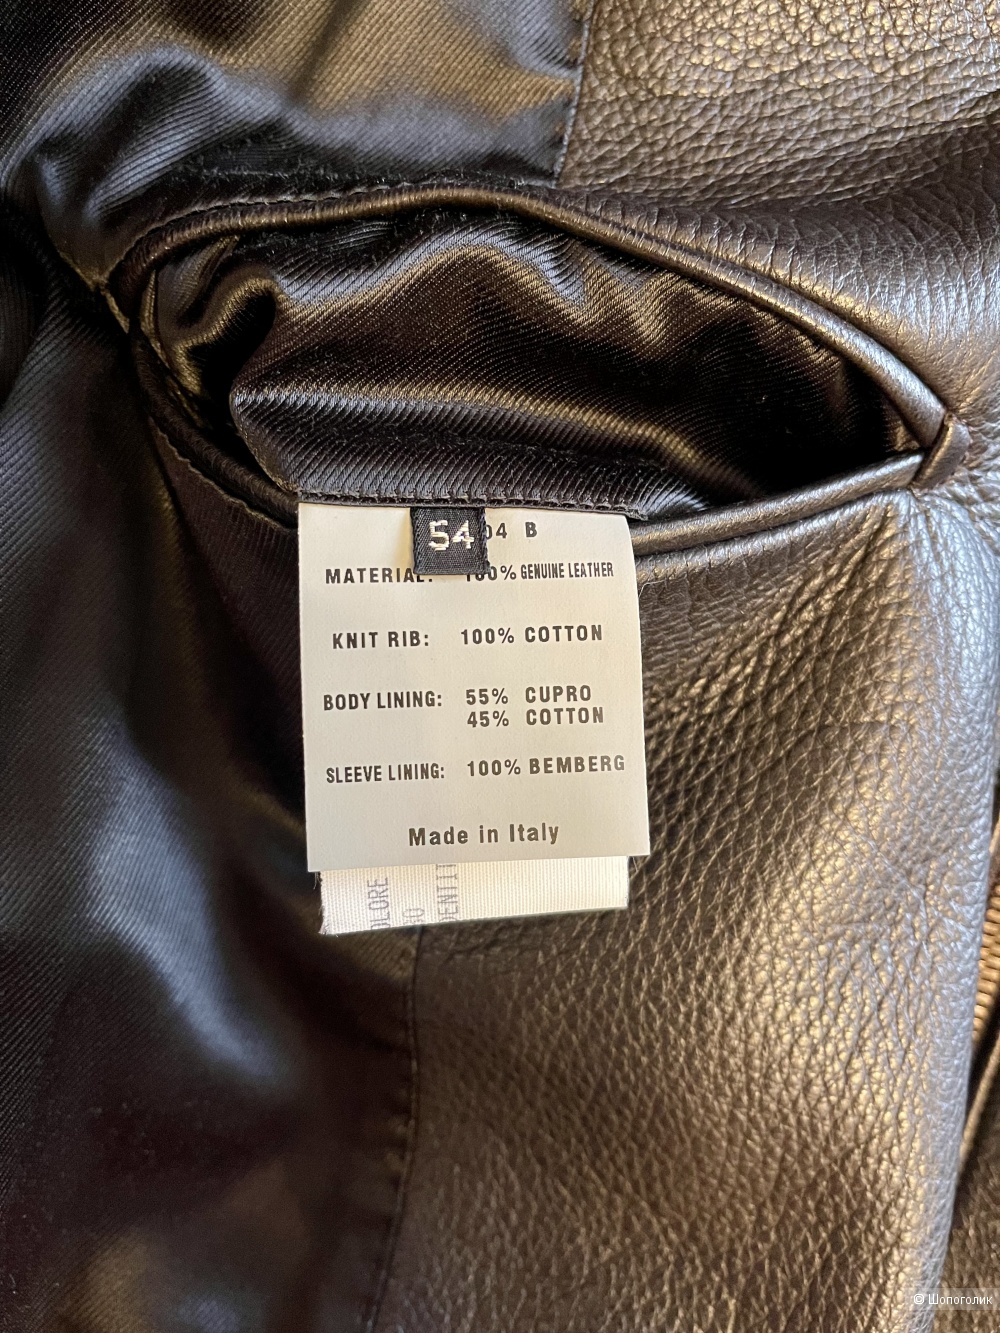 54
04 B
MATERIAL: 100% GENUINE LEATHER
KNIT RIB: 100% COTTON
BODY LINING: 55% CUPRO
45% COTTON
SLEEVE LINING: 100% BEMBERG
Made in Italy
© Шопоголик